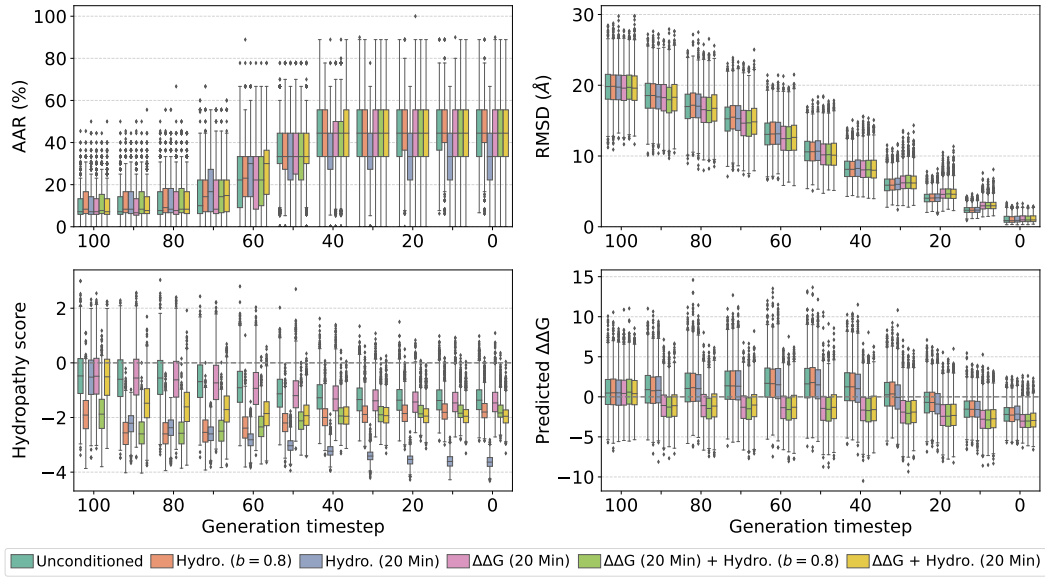 100
80
60
40
20
0
AAR (%)
100 80 60 40 20 0
30
20
10
0
RMSD (Å)
100 80 60 40 20 0
2
0
−2
−4
Hydropathy score
100 80 60 40 20 0
Generation timestep
15
10
5
0
−5
−10
Predicted ΔΔG
100 80 60 40 20 0
Generation timestep
Unconditioned Hydro. (b = 0.8) Hydro. (20 Min) ΔΔG (20 Min) ΔΔG (20 Min) + Hydro. (b = 0.8) ΔΔG + Hydro. (20 Min)